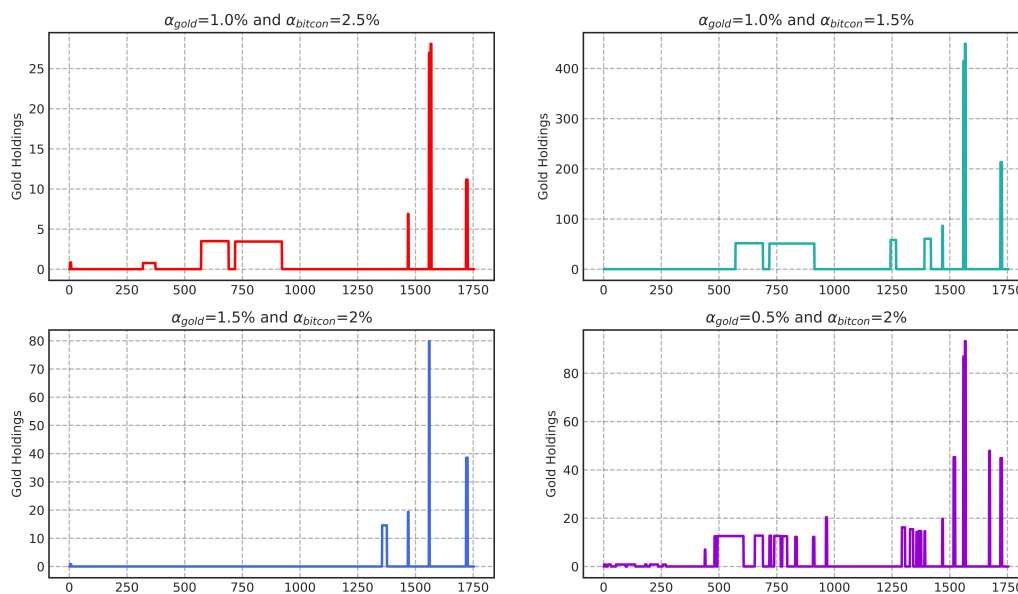 α_gold=1.0% and α_bitcon=2.5%
Gold Holdings
25
20
15
10
5
0
0 250 500 750 1000 1250 1500 1750
α_gold=1.0% and α_bitcon=1.5%
Gold Holdings
400
300
200
100
0
0 250 500 750 1000 1250 1500 1750
α_gold=1.5% and α_bitcon=2%
Gold Holdings
80
70
60
50
40
30
20
10
0
0 250 500 750 1000 1250 1500 1750
α_gold=0.5% and α_bitcon=2%
Gold Holdings
80
60
40
20
0
0 250 500 750 1000 1250 1500 1750